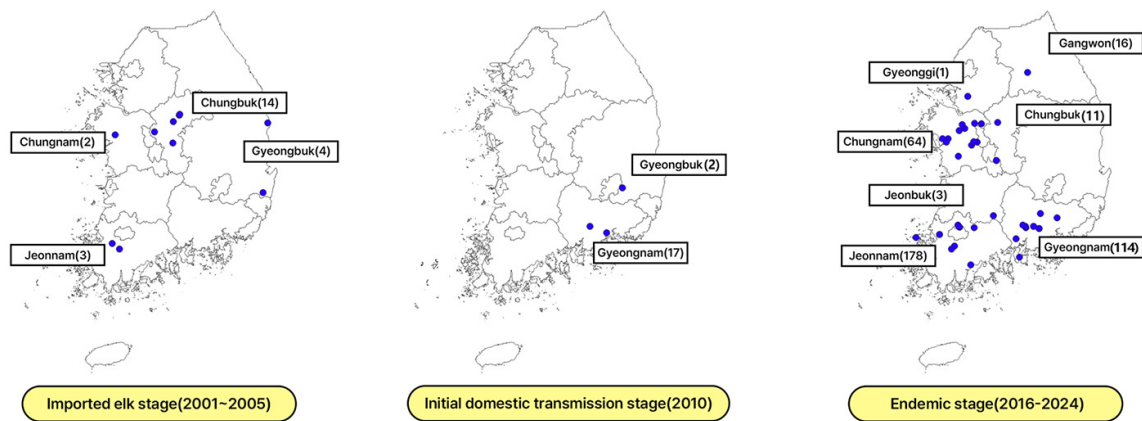 Chungbuk(14)
Chungnam(2)
Gyeongbuk(4)
Jeonnam(3)
Imported elk stage(2001~2005)
Gyeongbuk(2)
Gyeongnam(17)
Initial domestic transmission stage(2010)
Gangwon(16)
Gyeonggi(1)
Chungbuk(11)
Chungnam(64)
Jeonbuk(3)
Gyeongnam(114)
Jeonnam(178)
Endemic stage(2016-2024)